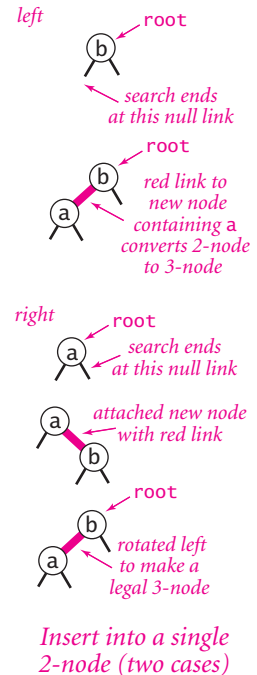 left
root
b
search ends
at this null link
root
b
a
red link to
new node
containing a
converts 2-node
to 3-node
right
root
a
search ends
at this null link
a
attached new node
with red link
b
root
b
a
rotated left
to make a
legal 3-node
Insert into a single
2-node (two cases)